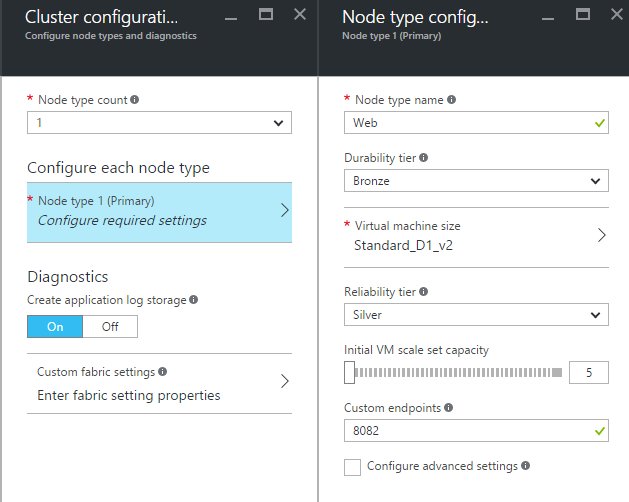 Cluster configurati...
Configure node types and diagnostics
* Node type count
1
Configure each node type
* Node type 1 (Primary)
Configure required settings
Diagnostics
Create application log storage
On Off
Custom fabric settings
Enter fabric setting properties
Node type config...
Node type 1 (Primary)
* Node type name
Web
Durability tier
Bronze
* Virtual machine size
Standard_D1_v2
Reliability tier
Silver
Initial VM scale set capacity
5
Custom endpoints
8082
Configure advanced settings